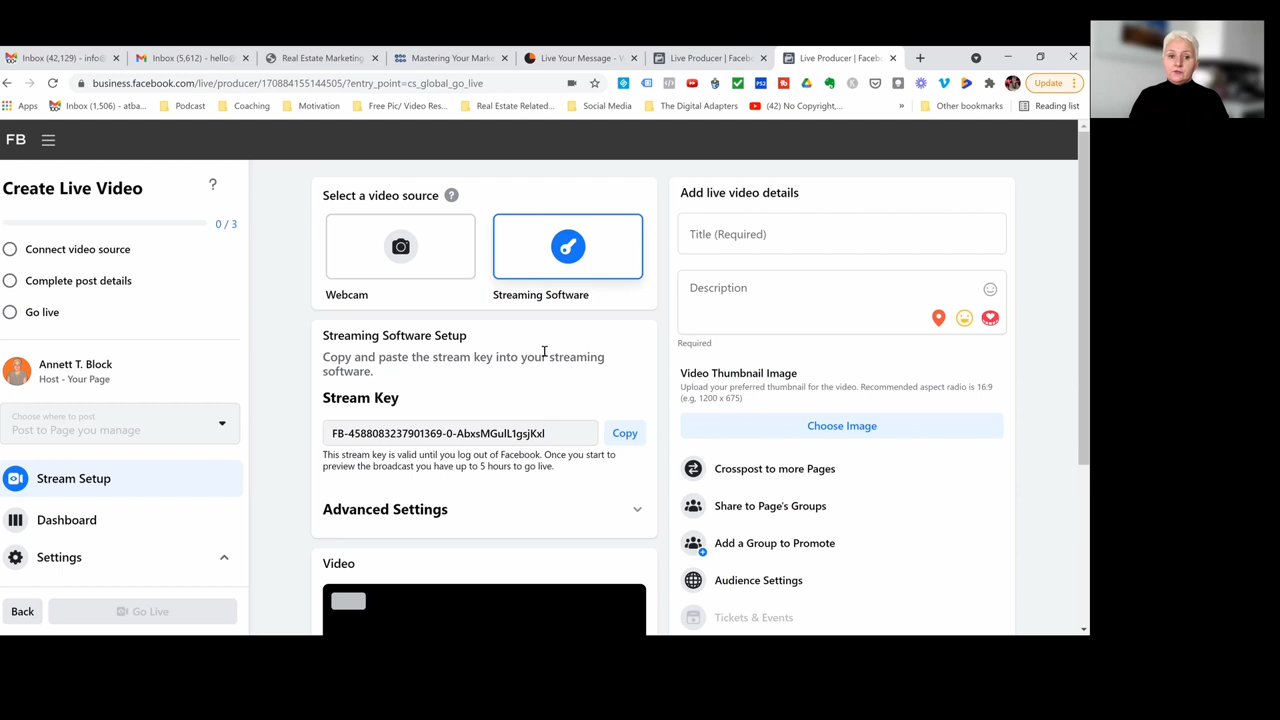 Inbox (42,129) - info@
Inbox (5,612) - hello@
Real Estate Marketing
Mastering Your Marke
Live Your Message - V
Live Producer | Facebo
Live Producer | Facebo
business.facebook.com/live/producer/170884155144505/?entry_point=cs_global_go_live
Update
Apps
Inbox (1,506) - atba...
Podcast
Coaching
Motivation
Free Pic/ Video Res...
Real Estate Related...
Social Media
The Digital Adapters
(42) No Copyright,...
»
Other bookmarks
Reading list
FB
Create Live Video
?
0 / 3
Connect video source
Complete post details
Go live
Annett T. Block
Host - Your Page
Choose where to post
Post to Page you manage
Stream Setup
Dashboard
Settings
Back
Go Live
Select a video source ?
Webcam
Streaming Software
Streaming Software Setup
Copy and paste the stream key into your streaming
software.
Stream Key
FB-4588083237901369-0-AbxsMGulL1gsjKxl
Copy
This stream key is valid until you log out of Facebook. Once you start to
preview the broadcast you have up to 5 hours to go live.
Advanced Settings
Video
Add live video details
Title (Required)
Description
Required
Video Thumbnail Image
Upload your preferred thumbnail for the video. Recommended aspect radio is 16:9
(e.g, 1200 x 675)
Choose Image
Crosspost to more Pages
Share to Page's Groups
Add a Group to Promote
Audience Settings
Tickets & Events